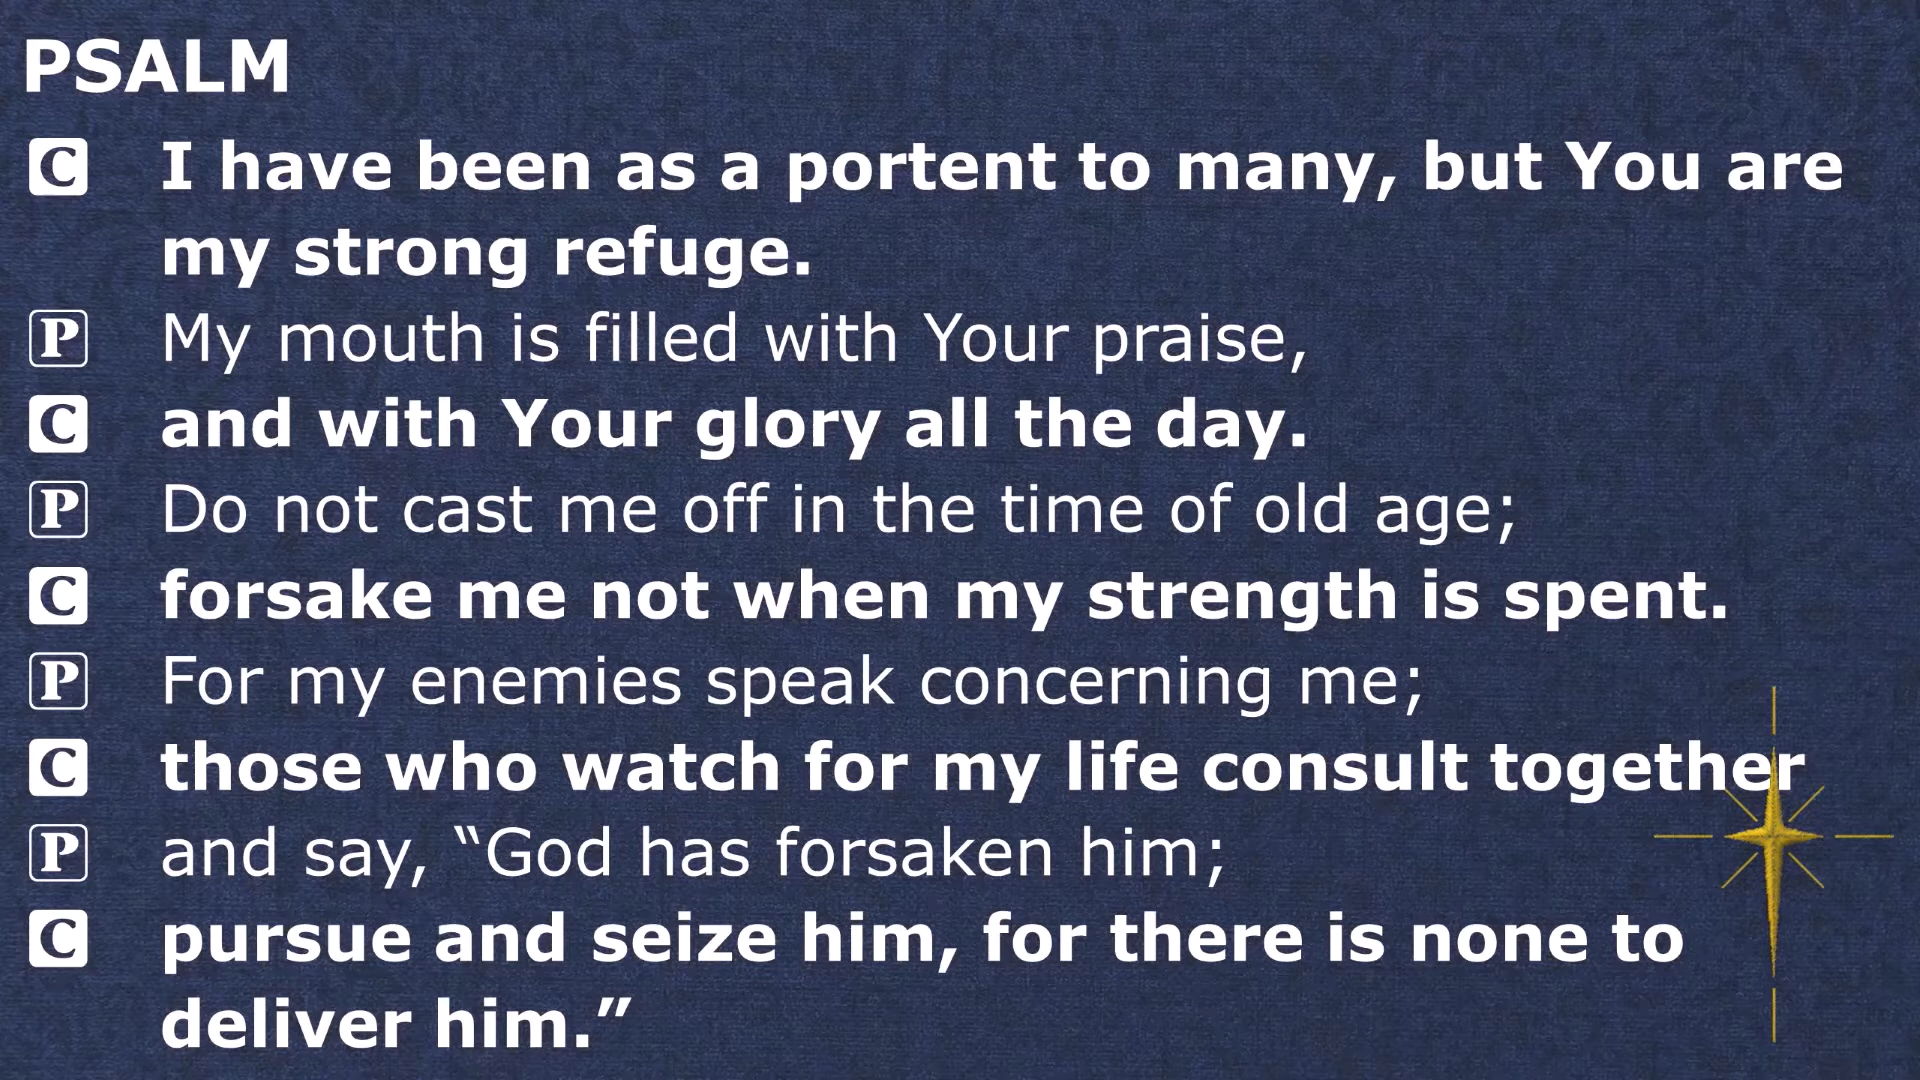 PSALM
C I have been as a portent to many, but You are
my strong refuge.
P My mouth is filled with Your praise,
C and with Your glory all the day.
P Do not cast me off in the time of old age;
C forsake me not when my strength is spent.
P For my enemies speak concerning me;
C those who watch for my life consult together
P and say, “God has forsaken him;
C pursue and seize him, for there is none to
deliver him.”